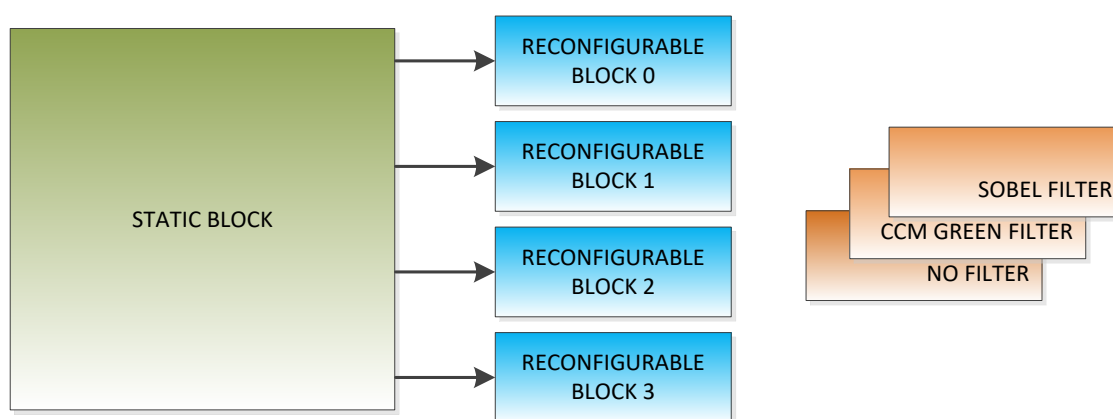 STATIC BLOCK
RECONFIGURABLE
BLOCK 0
RECONFIGURABLE
BLOCK 1
RECONFIGURABLE
BLOCK 2
RECONFIGURABLE
BLOCK 3
SOBEL FILTER
CCM GREEN FILTER
NO FILTER